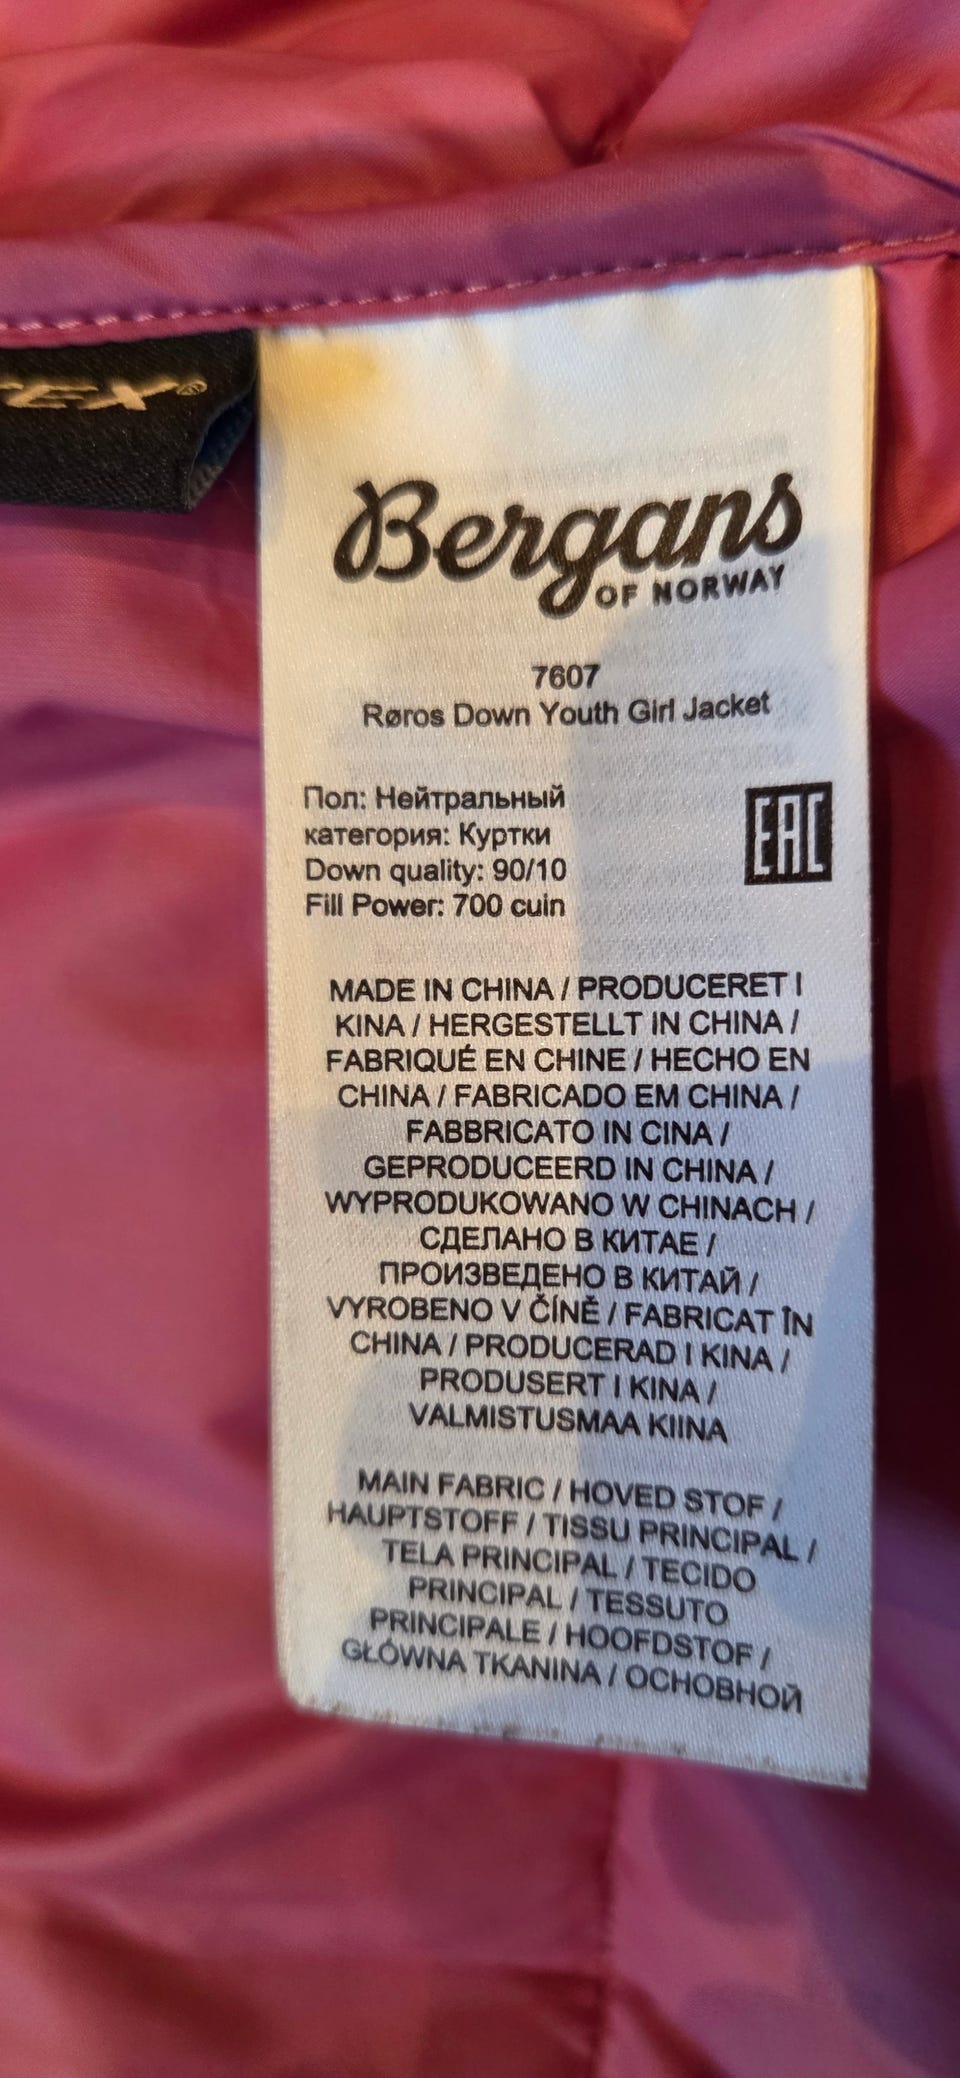 TEX®
Bergans
OF NORWAY
7607
Røros Down Youth Girl Jacket
Пол: Нейтральный
категория: Куртки
Down quality: 90/10
Fill Power: 700 cuin
EAC
MADE IN CHINA / PRODUCERET I
KINA / HERGESTELLT IN CHINA /
FABRIQUÉ EN CHINE / HECHO EN
CHINA / FABRICADO EM CHINA /
FABBRICATO IN CINA /
GEPRODUCEERD IN CHINA /
WYPRODUKOWANO W CHINACH /
СДЕЛАНО В КИТАЕ /
ПРОИЗВЕДЕНО В КИТАЙ /
VYROBENO V ČÍNĚ / FABRICAT ÎN
CHINA / PRODUCERAD I KINA /
PRODUSERT I KINA /
VALMISTUSMAA KIINA
MAIN FABRIC / HOVED STOF /
HAUPTSTOFF / TISSU PRINCIPAL /
TELA PRINCIPAL / TECIDO
PRINCIPAL / TESSUTO
PRINCIPALE / HOOFDSTOF /
GŁÓWNA TKANINA / ОСНОВНОЙ